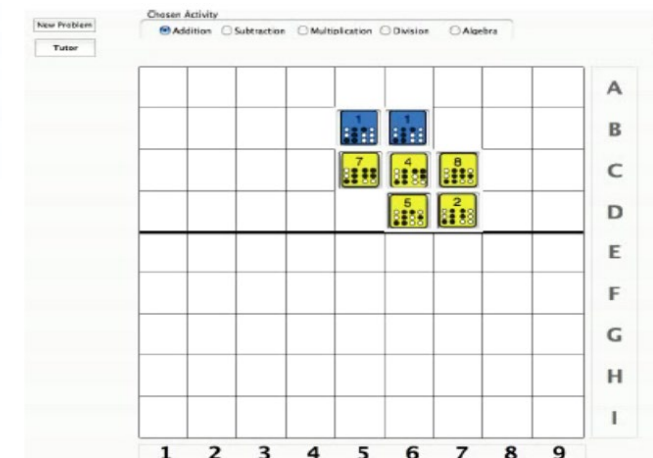 Chosen Activity
New Problem
Addition Subtraction Multiplication Division Algebra
Tutor
A
1 1 B
7 4 8 C
5 2 D
E
F
G
H
I
1 2 3 4 5 6 7 8 9